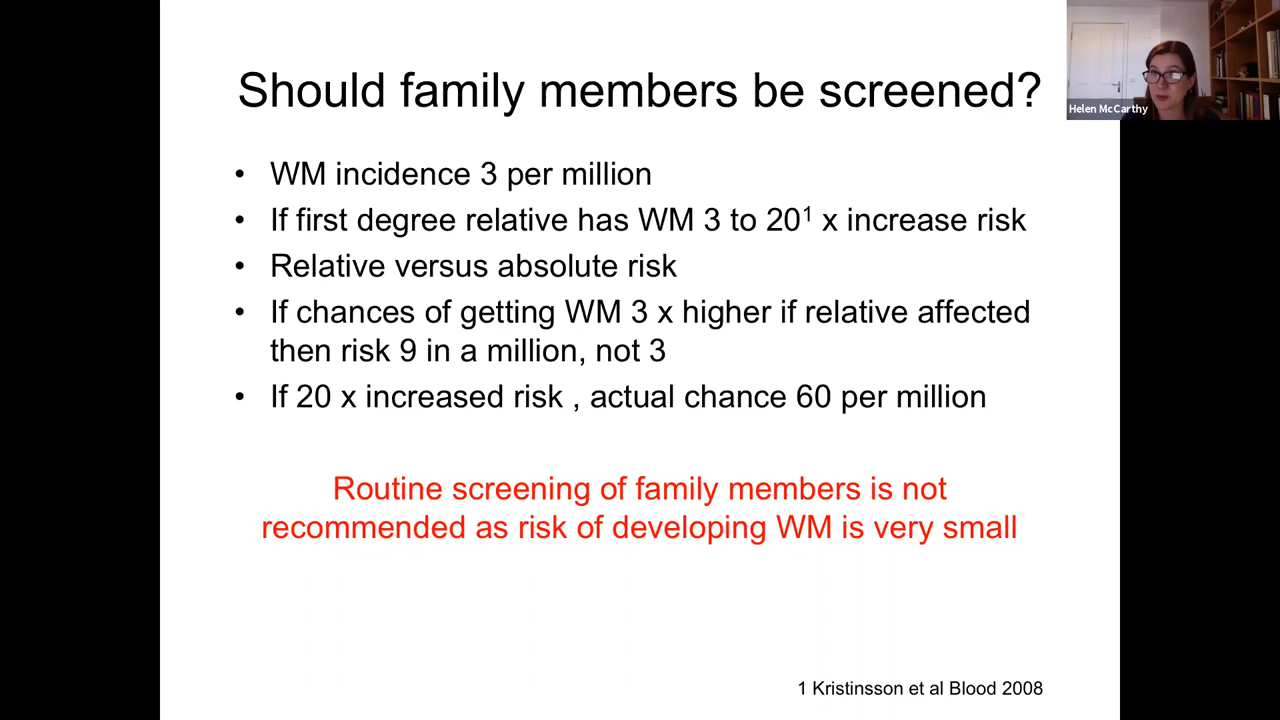 Should family members be screened?
Helen McCarthy
• WM incidence 3 per million
• If first degree relative has WM 3 to 20¹ x increase risk
• Relative versus absolute risk
• If chances of getting WM 3 x higher if relative affected
then risk 9 in a million, not 3
• If 20 x increased risk , actual chance 60 per million
Routine screening of family members is not
recommended as risk of developing WM is very small
1 Kristinsson et al Blood 2008